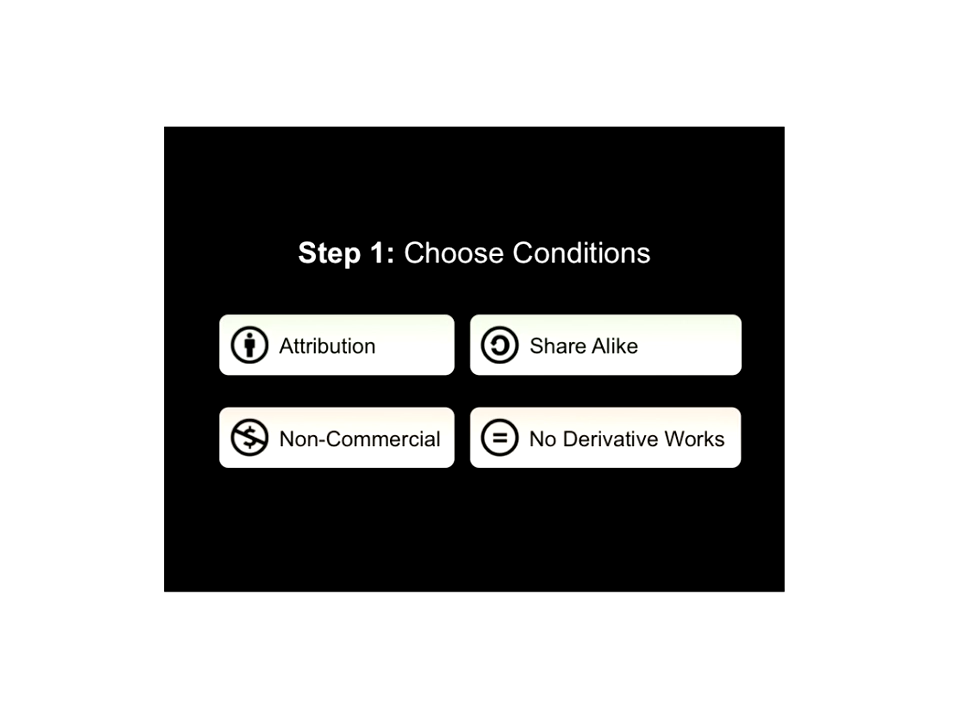 Step 1: Choose Conditions
Attribution
Share Alike
Non-Commercial
No Derivative Works